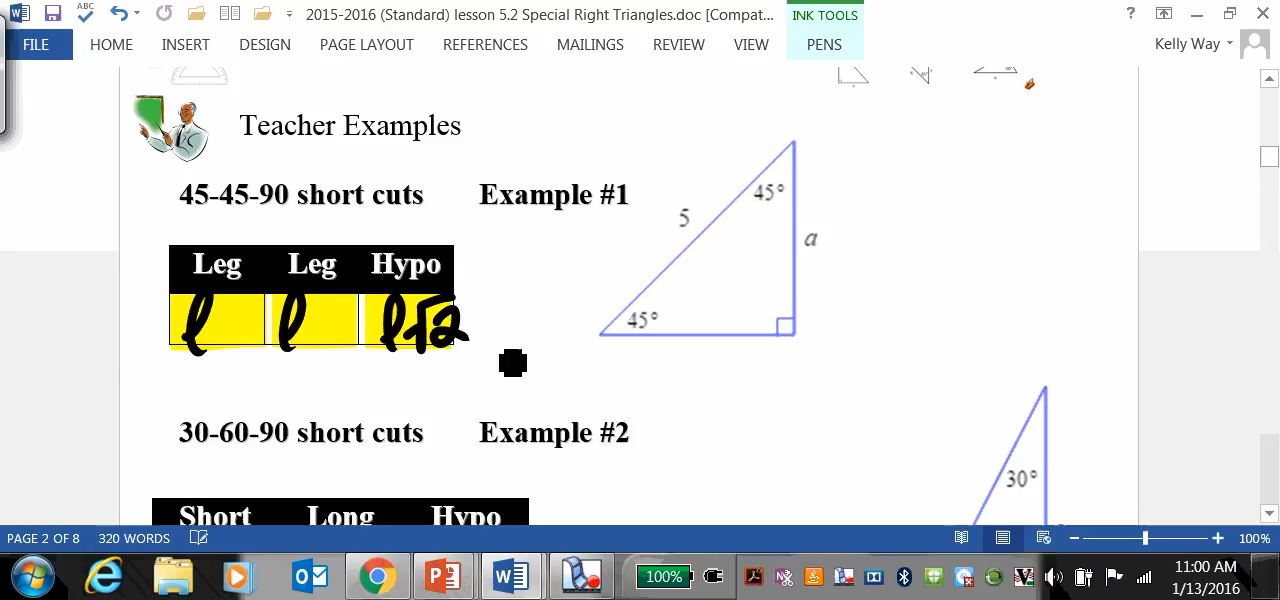 2015-2016 (Standard) lesson 5.2 Special Right Triangles.doc [Compat...
INK TOOLS
?
FILE HOME INSERT DESIGN PAGE LAYOUT REFERENCES MAILINGS REVIEW VIEW PENS
Kelly Way
Teacher Examples
45-45-90 short cuts Example #1
45°
5
a
45°
Leg Leg Hypo
ℓ ℓ ℓ√2
30-60-90 short cuts Example #2
30°
Short Long Hypo
PAGE 2 OF 8 320 WORDS
100%
100%
11:00 AM
1/13/2016